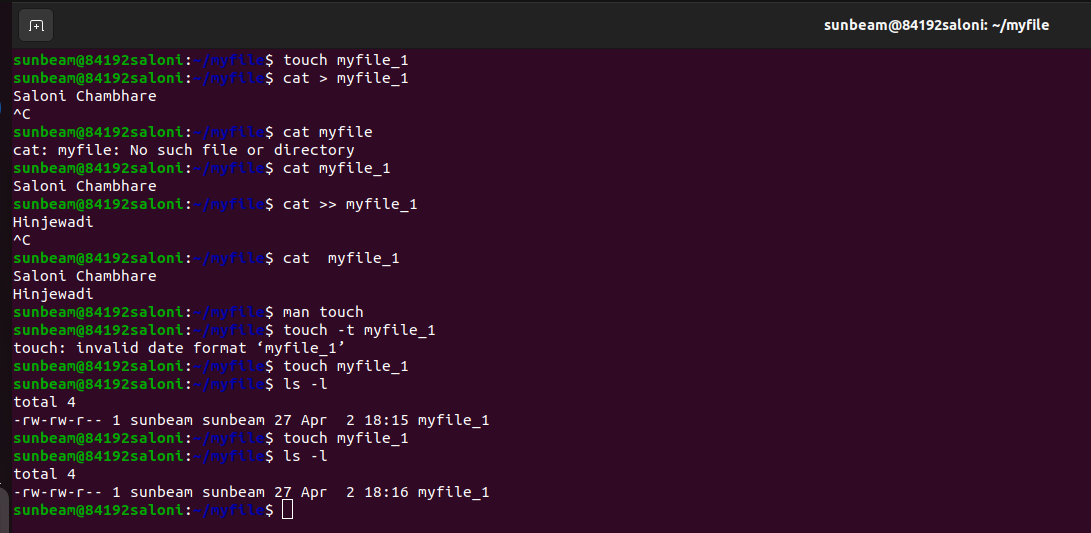 sunbeam@84192saloni: ~/myfile
sunbeam@84192saloni:~/myfile$ touch myfile_1
sunbeam@84192saloni:~/myfile$ cat > myfile_1
Saloni Chambhare
^C
sunbeam@84192saloni:~/myfile$ cat myfile
cat: myfile: No such file or directory
sunbeam@84192saloni:~/myfile$ cat myfile_1
Saloni Chambhare
sunbeam@84192saloni:~/myfile$ cat >> myfile_1
Hinjewadi
^C
sunbeam@84192saloni:~/myfile$ cat  myfile_1
Saloni Chambhare
Hinjewadi
sunbeam@84192saloni:~/myfile$ man touch
sunbeam@84192saloni:~/myfile$ touch -t myfile_1
touch: invalid date format ‘myfile_1’
sunbeam@84192saloni:~/myfile$ touch myfile_1
sunbeam@84192saloni:~/myfile$ ls -l
total 4
-rw-rw-r-- 1 sunbeam sunbeam 27 Apr  2 18:15 myfile_1
sunbeam@84192saloni:~/myfile$ touch myfile_1
sunbeam@84192saloni:~/myfile$ ls -l
total 4
-rw-rw-r-- 1 sunbeam sunbeam 27 Apr  2 18:16 myfile_1
sunbeam@84192saloni:~/myfile$